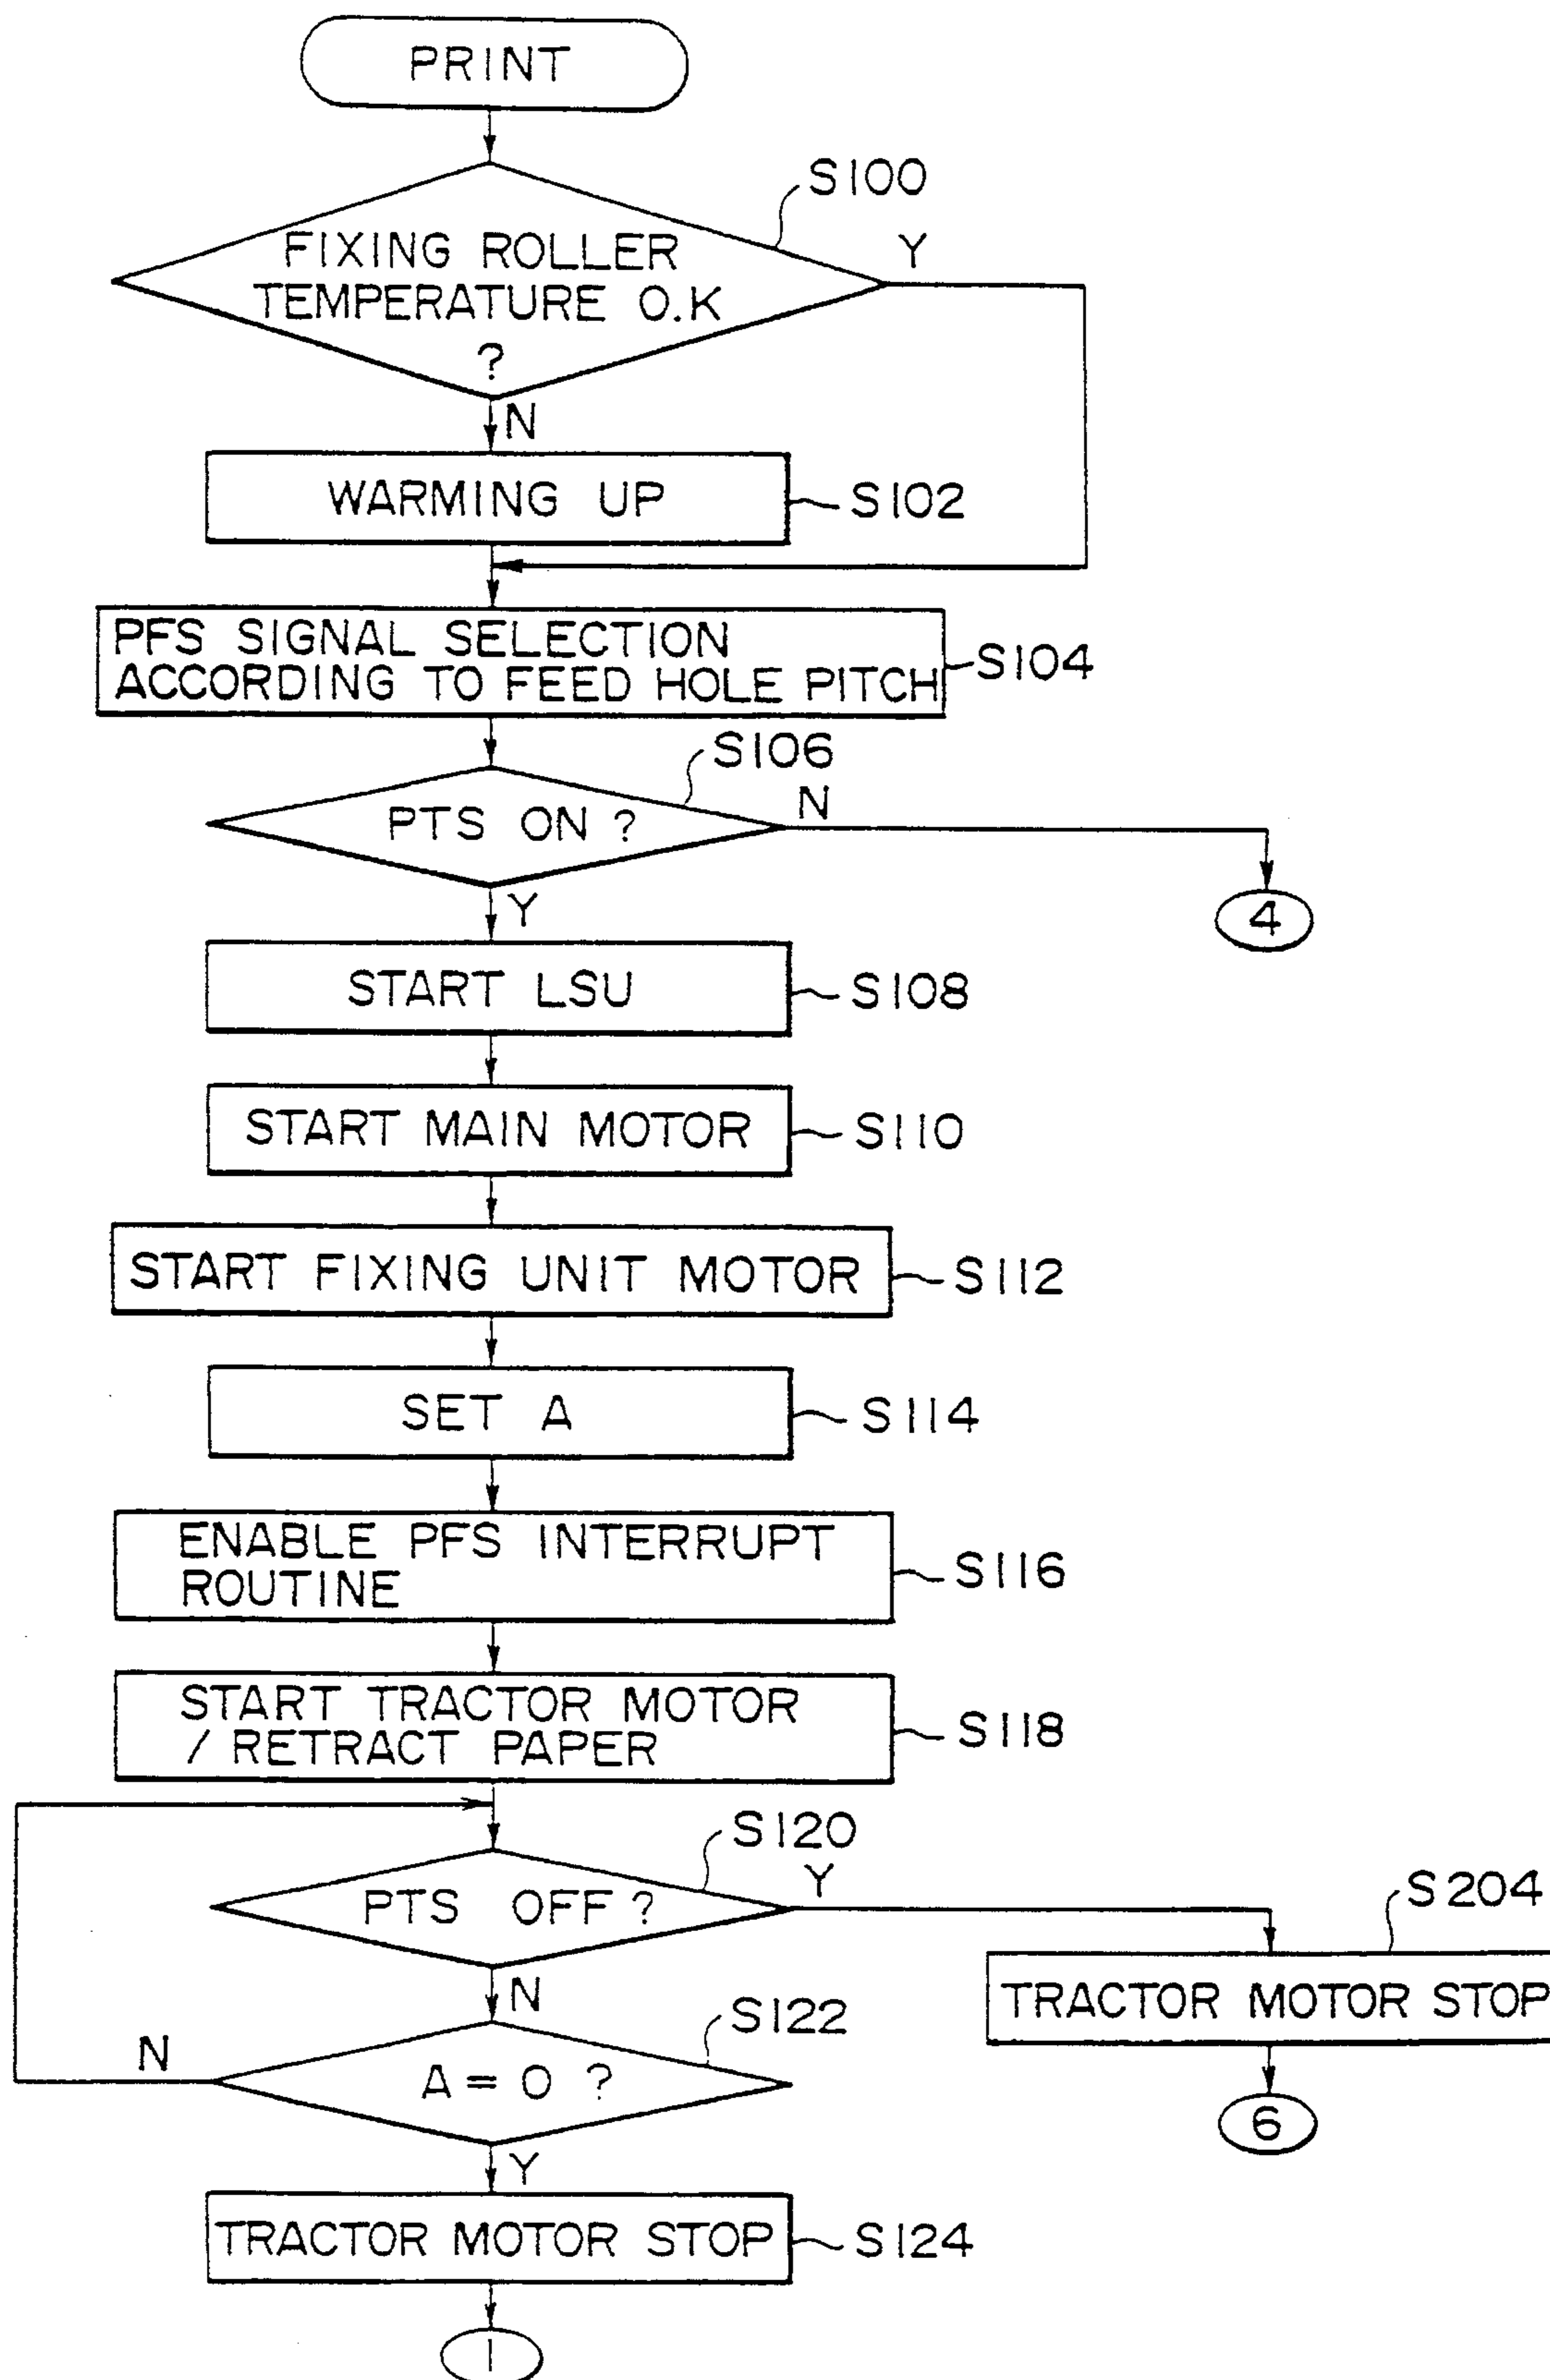 PRINT
S100
FIXING ROLLER
TEMPERATURE O.K
?
Y
N
WARMING UP
S102
PFS SIGNAL SELECTION
ACCORDING TO FEED HOLE PITCH
S104
S106
PTS ON ?
N
4
Y
START LSU
S108
START MAIN MOTOR
S110
START FIXING UNIT MOTOR
S112
SET A
S114
ENABLE PFS INTERRUPT
ROUTINE
S116
START TRACTOR MOTOR
/ RETRACT PAPER
S118
S120
PTS OFF ?
Y
S204
TRACTOR MOTOR STOP
6
N
S122
A = 0 ?
N
Y
TRACTOR MOTOR STOP
S124
1